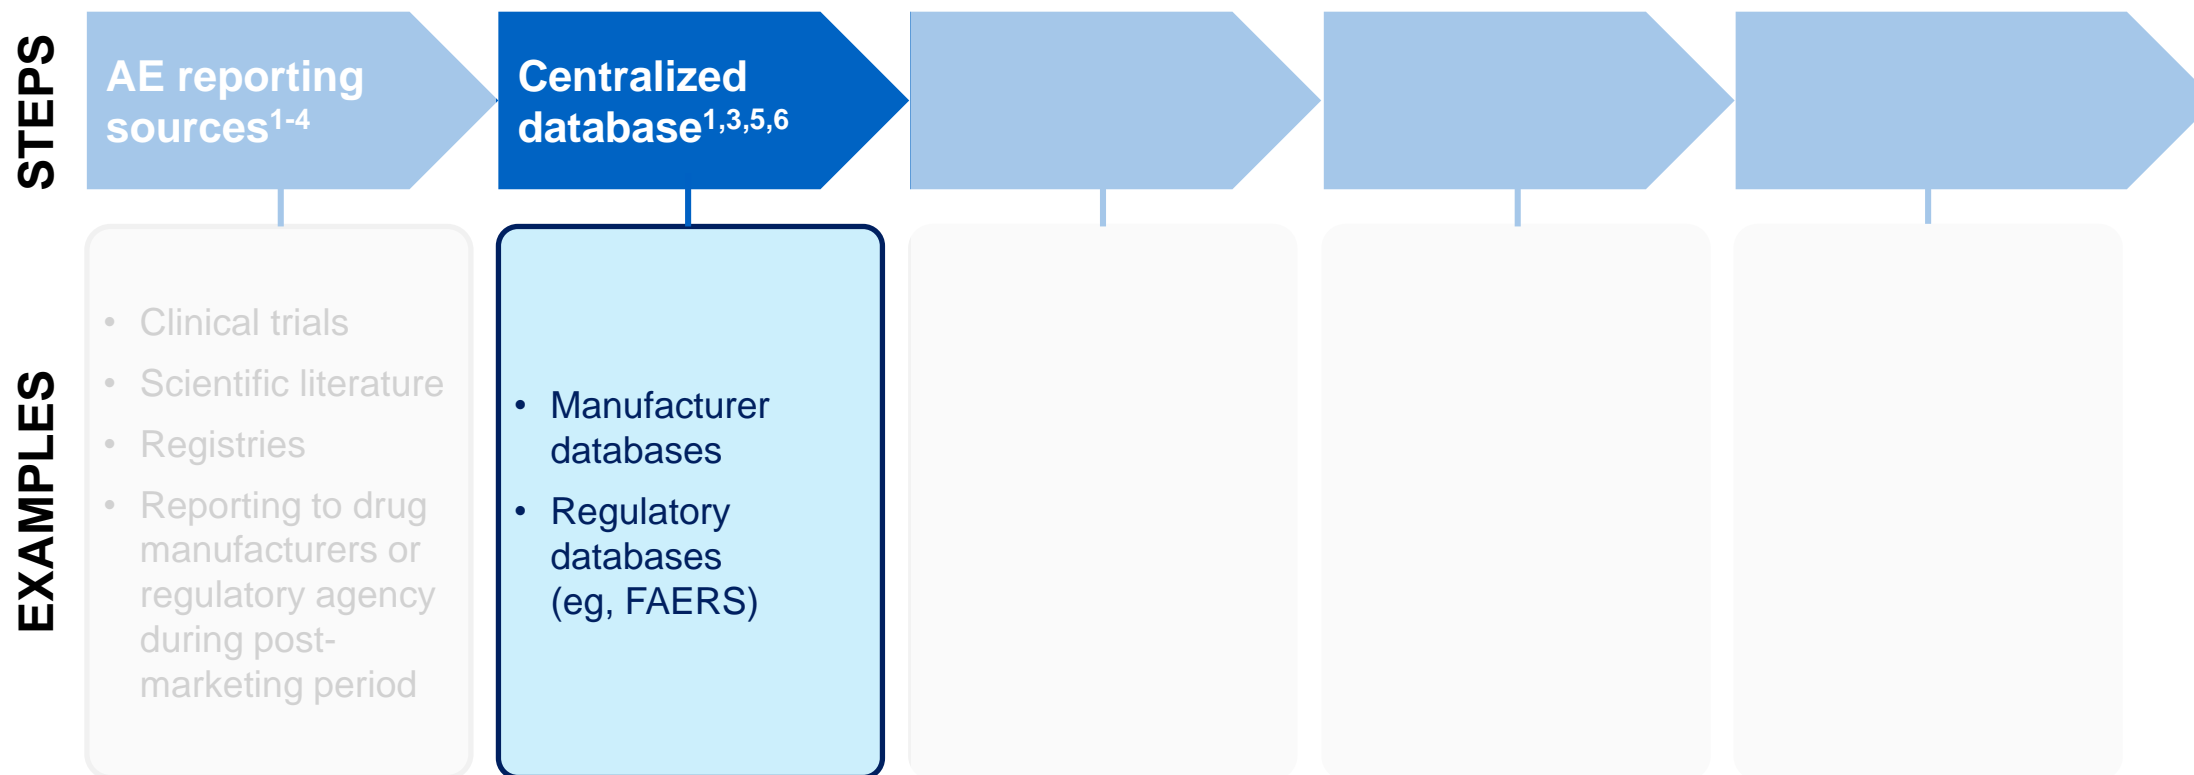 STEPS
AE reporting
sources1-4
Centralized
database1,3,5,6
EXAMPLES
• Clinical trials
• Scientific literature
• Registries
• Reporting to drug
manufacturers or
regulatory agency
during post-
marketing period
• Manufacturer
databases
• Regulatory
databases
(eg, FAERS)